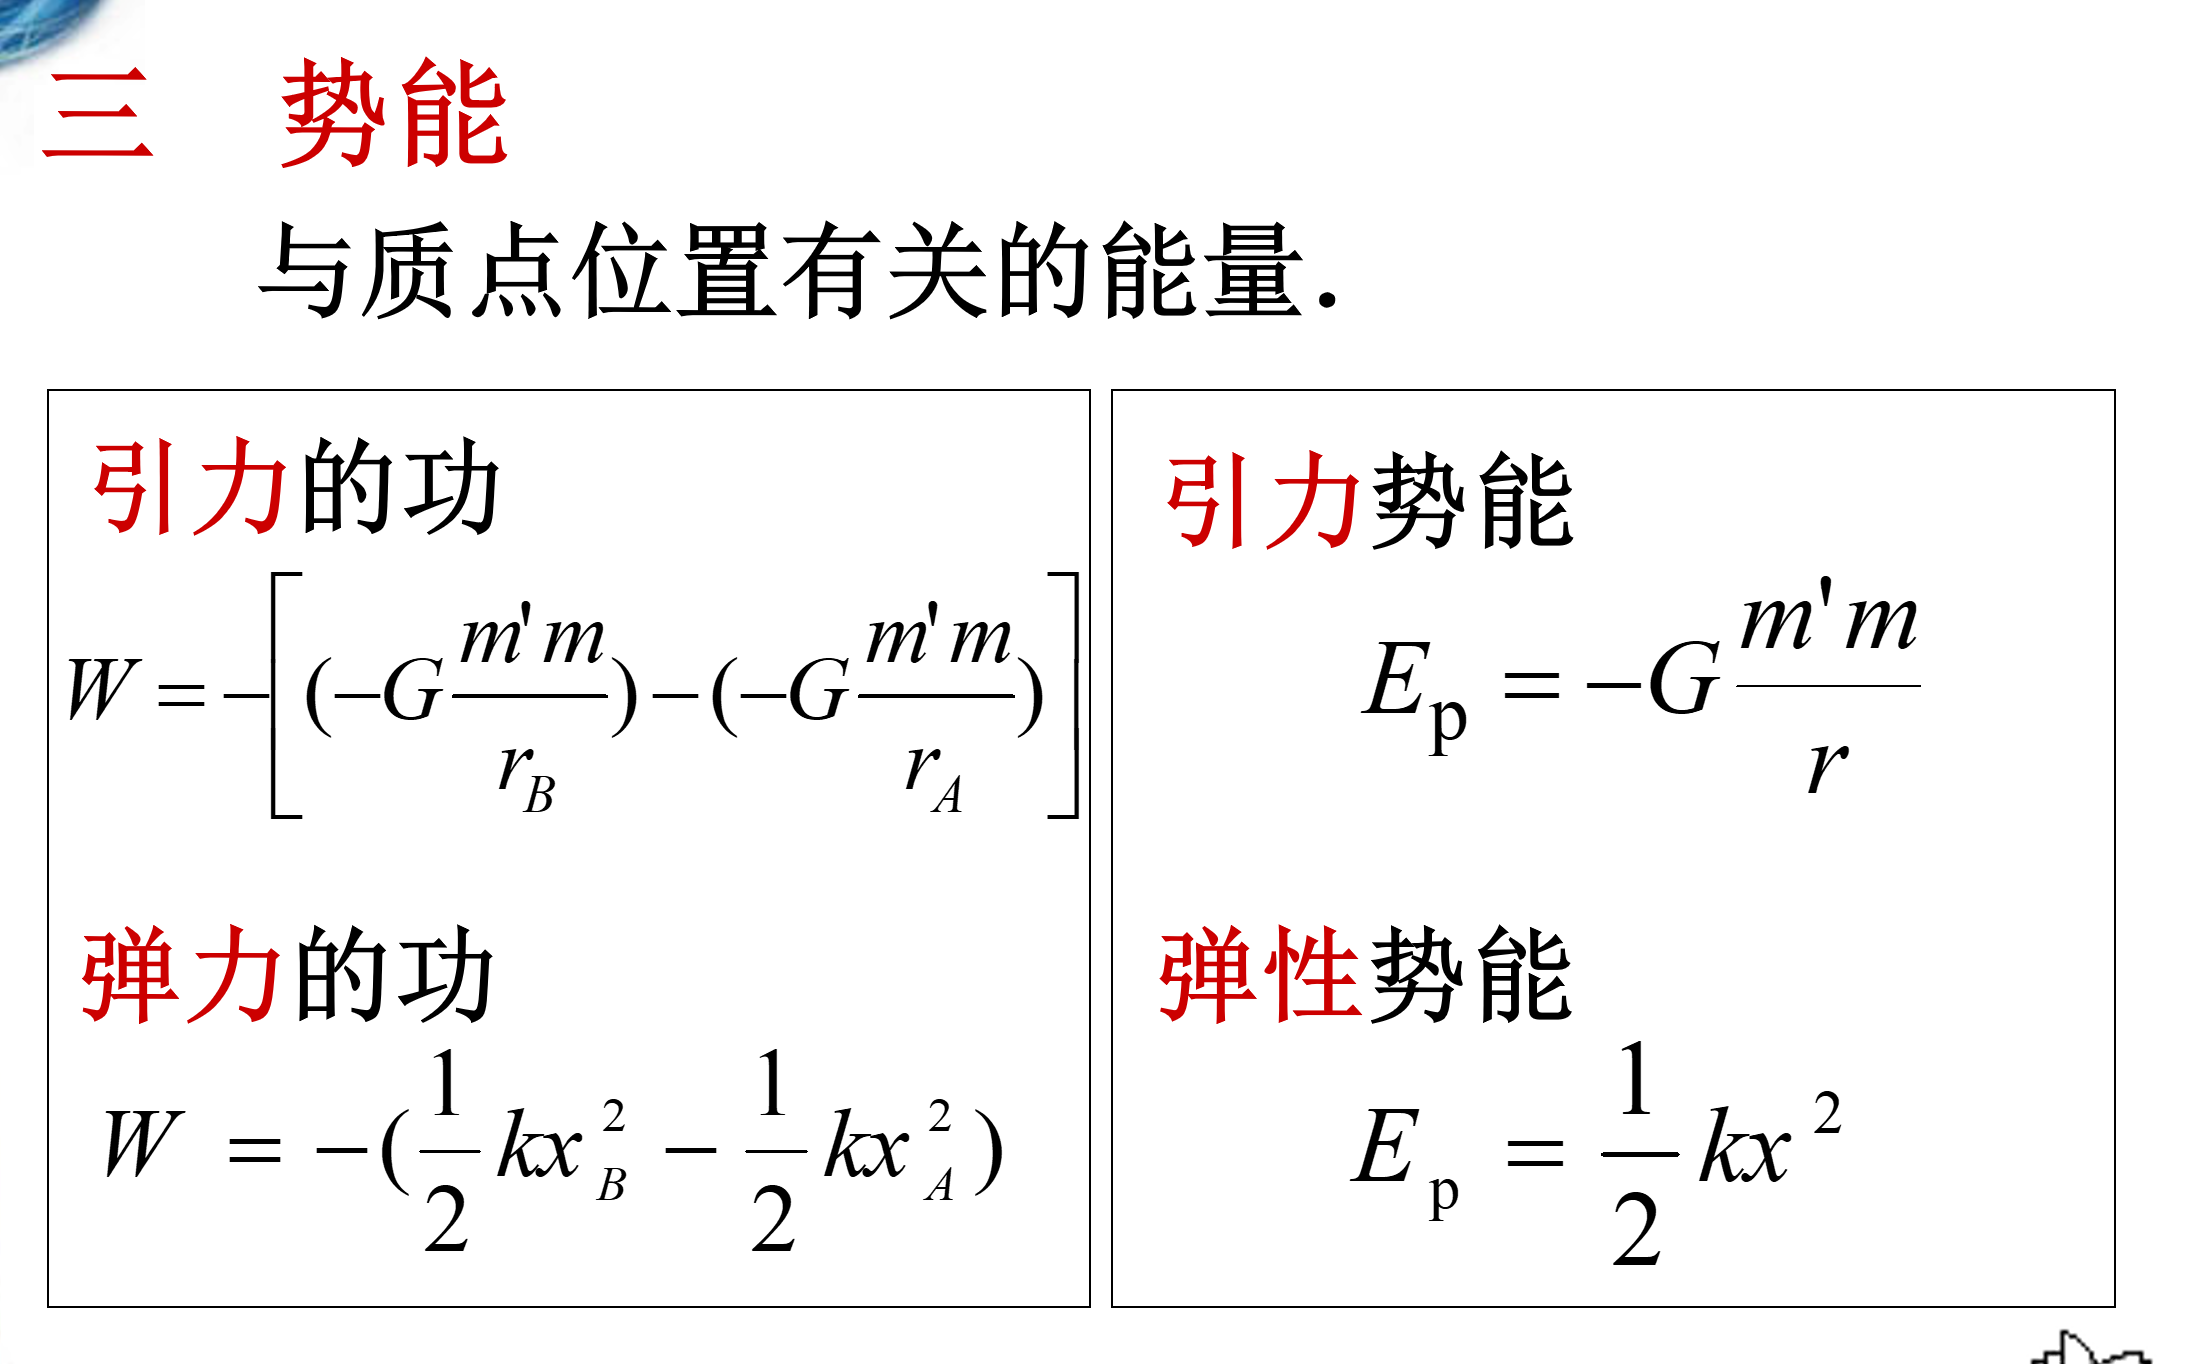 三 势能
与质点位置有关的能量.
引力的功
W = −[(−G m'm / r_B) − (−G m'm / r_A)]
弹力的功
W = −(1/2 kx_B^2 − 1/2 kx_A^2)
引力势能
E_p = −G m'm / r
弹性势能
E_p = 1/2 kx^2